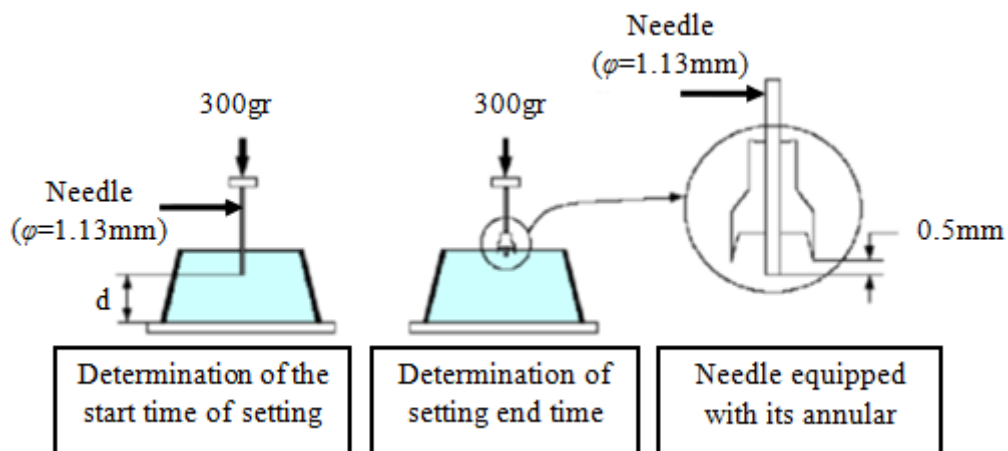 Needle
(φ=1.13mm)
300gr
300gr
Needle
(φ=1.13mm)
0.5mm
d
Determination of the
start time of setting
Determination of
setting end time
Needle equipped
with its annular